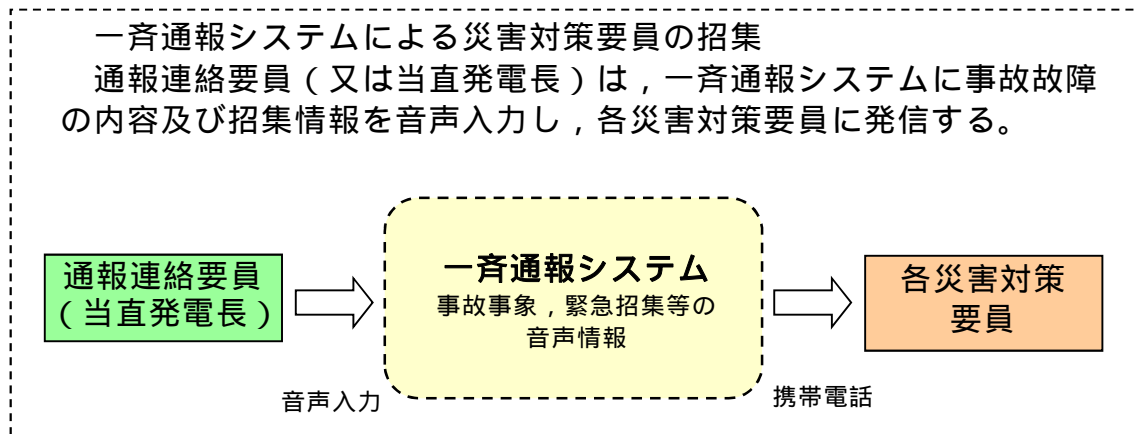 一斉通報システムによる災害対策要員の招集
通報連絡要員（又は当直発電長）は，一斉通報システムに事故故障
の内容及び招集情報を音声入力し，各災害対策要員に発信する。
通報連絡要員
（当直発電長）
一斉通報システム
事故事象，緊急招集等の
音声情報
各災害対策
要員
音声入力
携帯電話